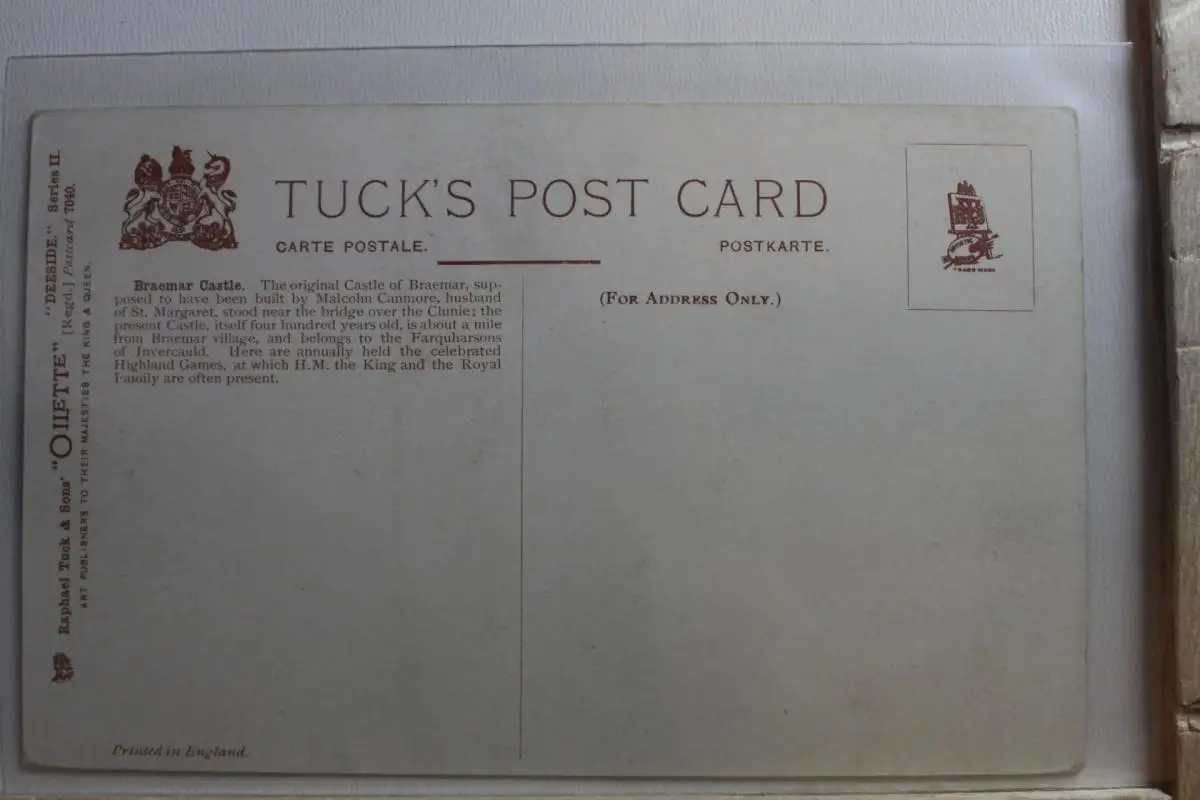 TUCK'S POST CARD
CARTE POSTALE.
POSTKARTE.
(FOR ADDRESS ONLY.)
Braemar Castle. The original Castle of Braemar, sup-
posed to have been built by Malcolm Canmore, husband
of St. Margaret, stood near the bridge over the Clunie; the
present Castle, itself four hundred years old, is about a mile
from Braemar village, and belongs to the Farquharsons
of Invercauld. Here are annually held the celebrated
Highland Games, at which H.M. the King and the Royal
Family are often present.
"DEESIDE." Series II.
Raphael Tuck & Sons' "OILETTE" [Regd.] Postcard 7040.
ART PUBLISHERS TO THEIR MAJESTIES THE KING & QUEEN.
Printed in England.
TRADE MARK